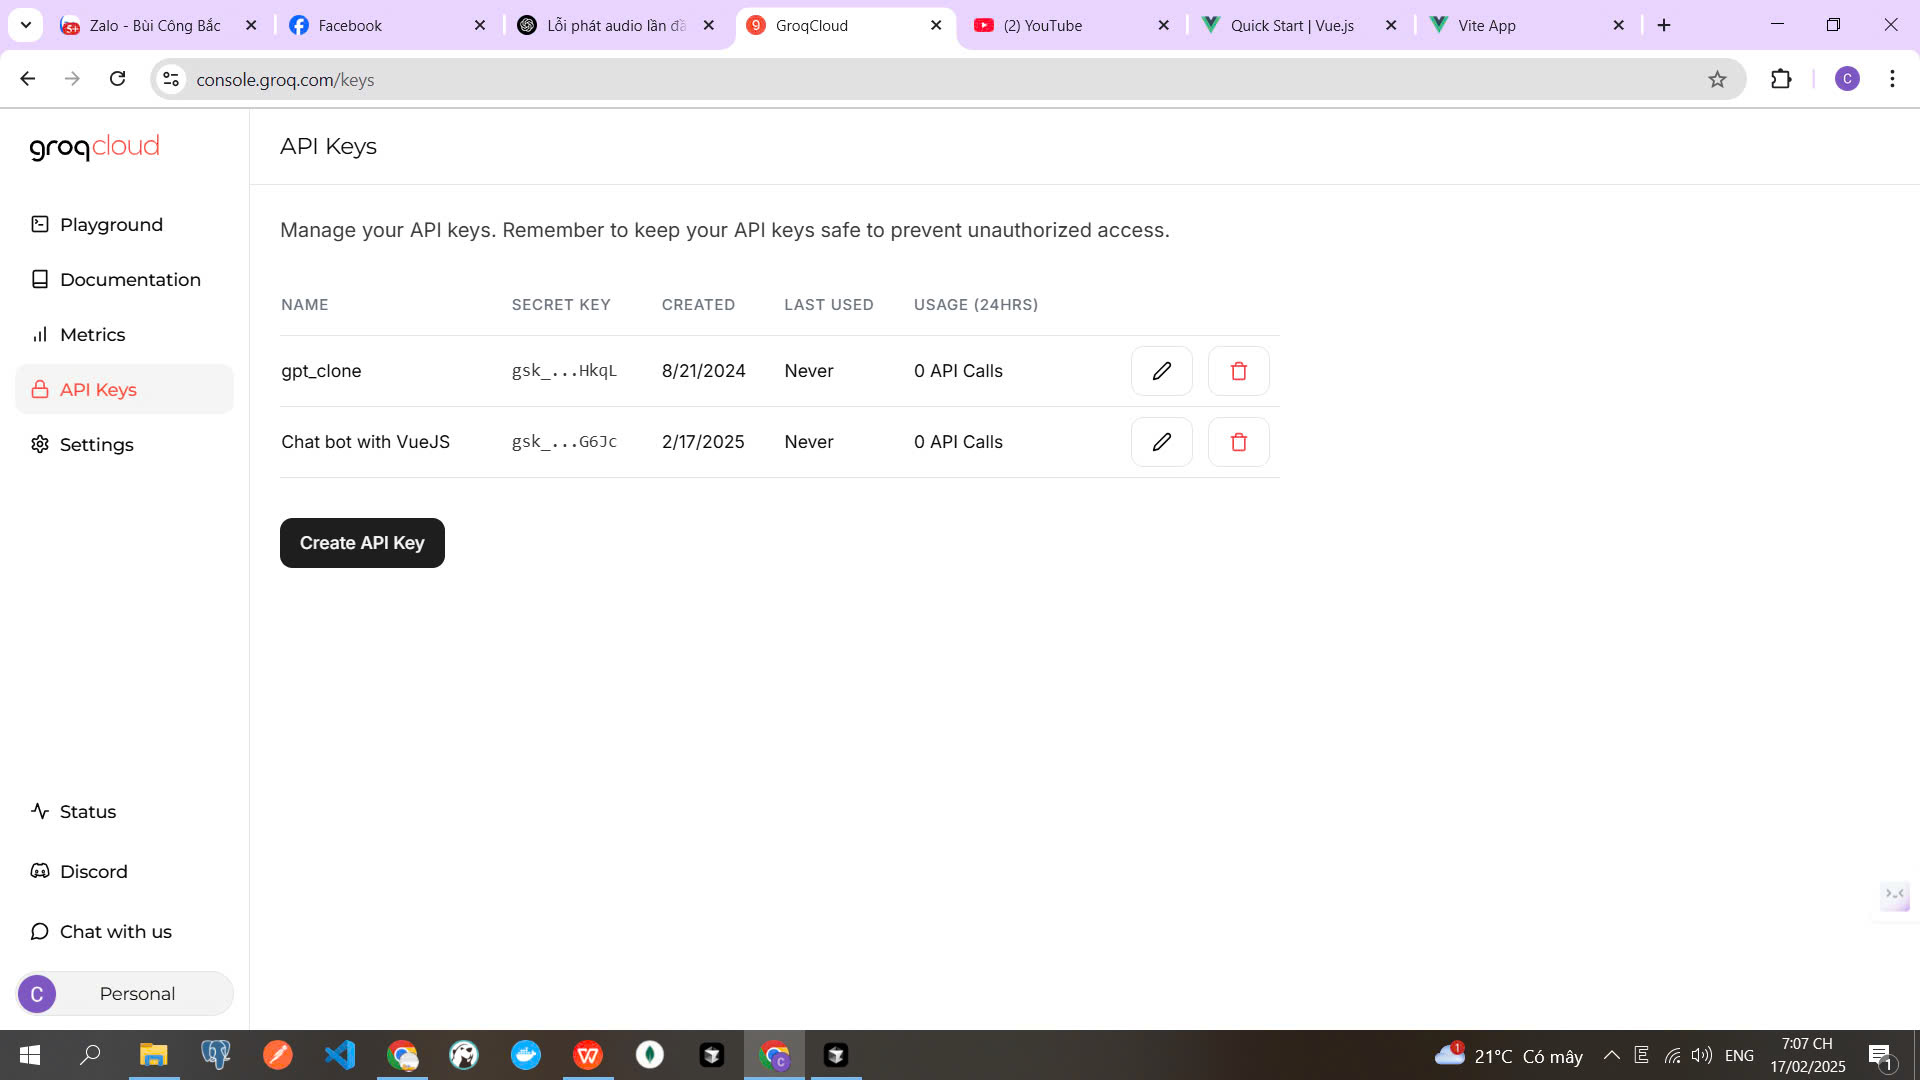 Zalo - Bùi Công Bắc
Facebook
Lỗi phát audio lần đầ
GroqCloud
(2) YouTube
Quick Start | Vue.js
Vite App
console.groq.com/keys
C
groqcloud
Playground
Documentation
Metrics
API Keys
Settings
Status
Discord
Chat with us
C Personal
API Keys
Manage your API keys. Remember to keep your API keys safe to prevent unauthorized access.
NAME SECRET KEY CREATED LAST USED USAGE (24HRS)
gpt_clone gsk_...HkqL 8/21/2024 Never 0 API Calls
Chat bot with VueJS gsk_...G6Jc 2/17/2025 Never 0 API Calls
Create API Key
1
21°C Có mây
ENG
7:07 CH
17/02/2025
1